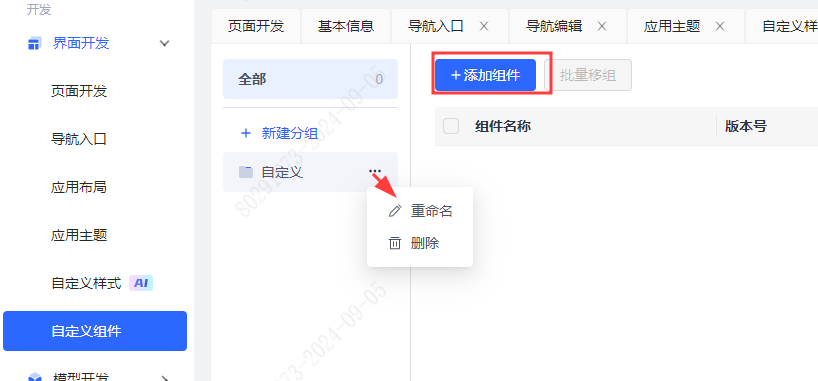 开发
界面开发
页面开发
导航入口
应用布局
应用主题
自定义样式 AI
自定义组件
模型开发
页面开发 基本信息 导航入口 导航编辑 应用主题 自定义样
全部 0
+ 新建分组
自定义
重命名
删除
+ 添加组件 批量移组
组件名称 版本号